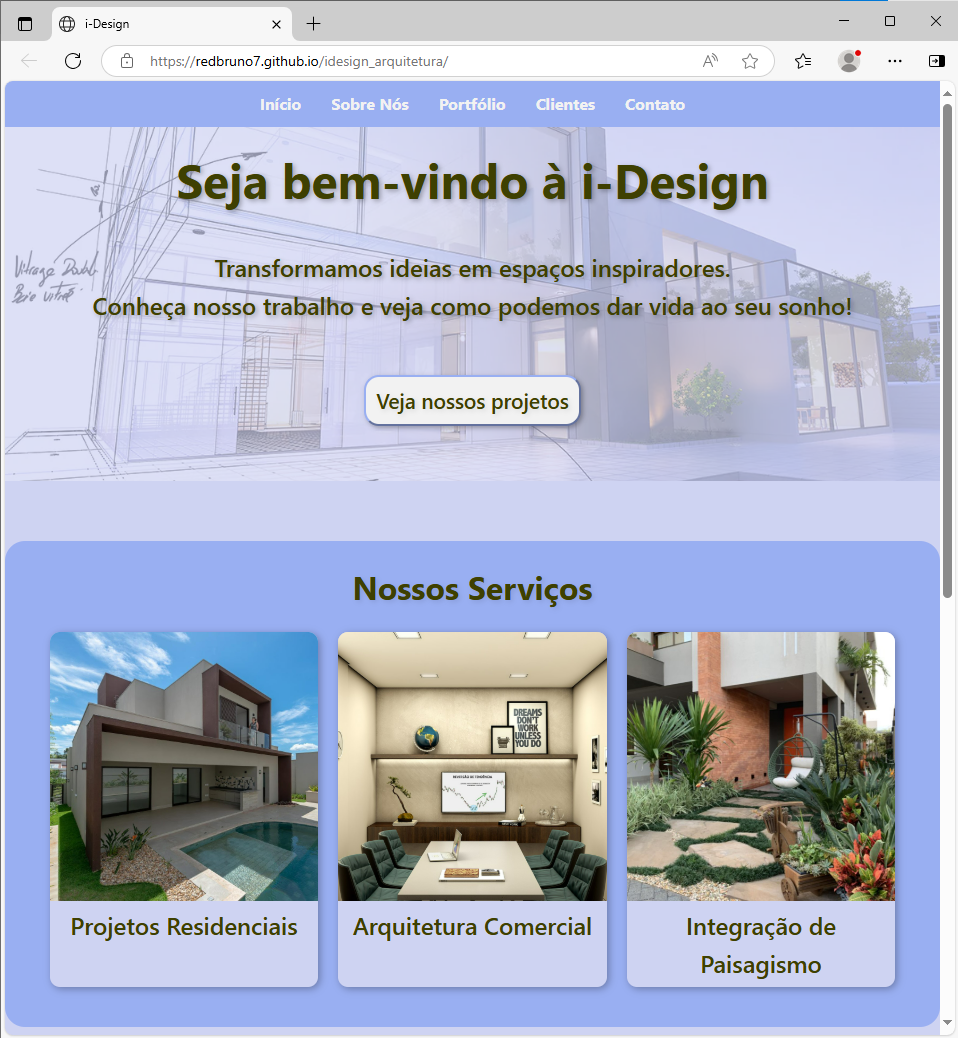 i-Design
https://redbruno7.github.io/idesign_arquitetura/
Início Sobre Nós Portfólio Clientes Contato
Seja bem-vindo à i-Design
Transformamos ideias em espaços inspiradores.
Conheça nosso trabalho e veja como podemos dar vida ao seu sonho!
Veja nossos projetos
Nossos Serviços
DREAMS
DON'T
WORK
UNLESS
YOU DO
Projetos Residenciais
Arquitetura Comercial
Integração de
Paisagismo